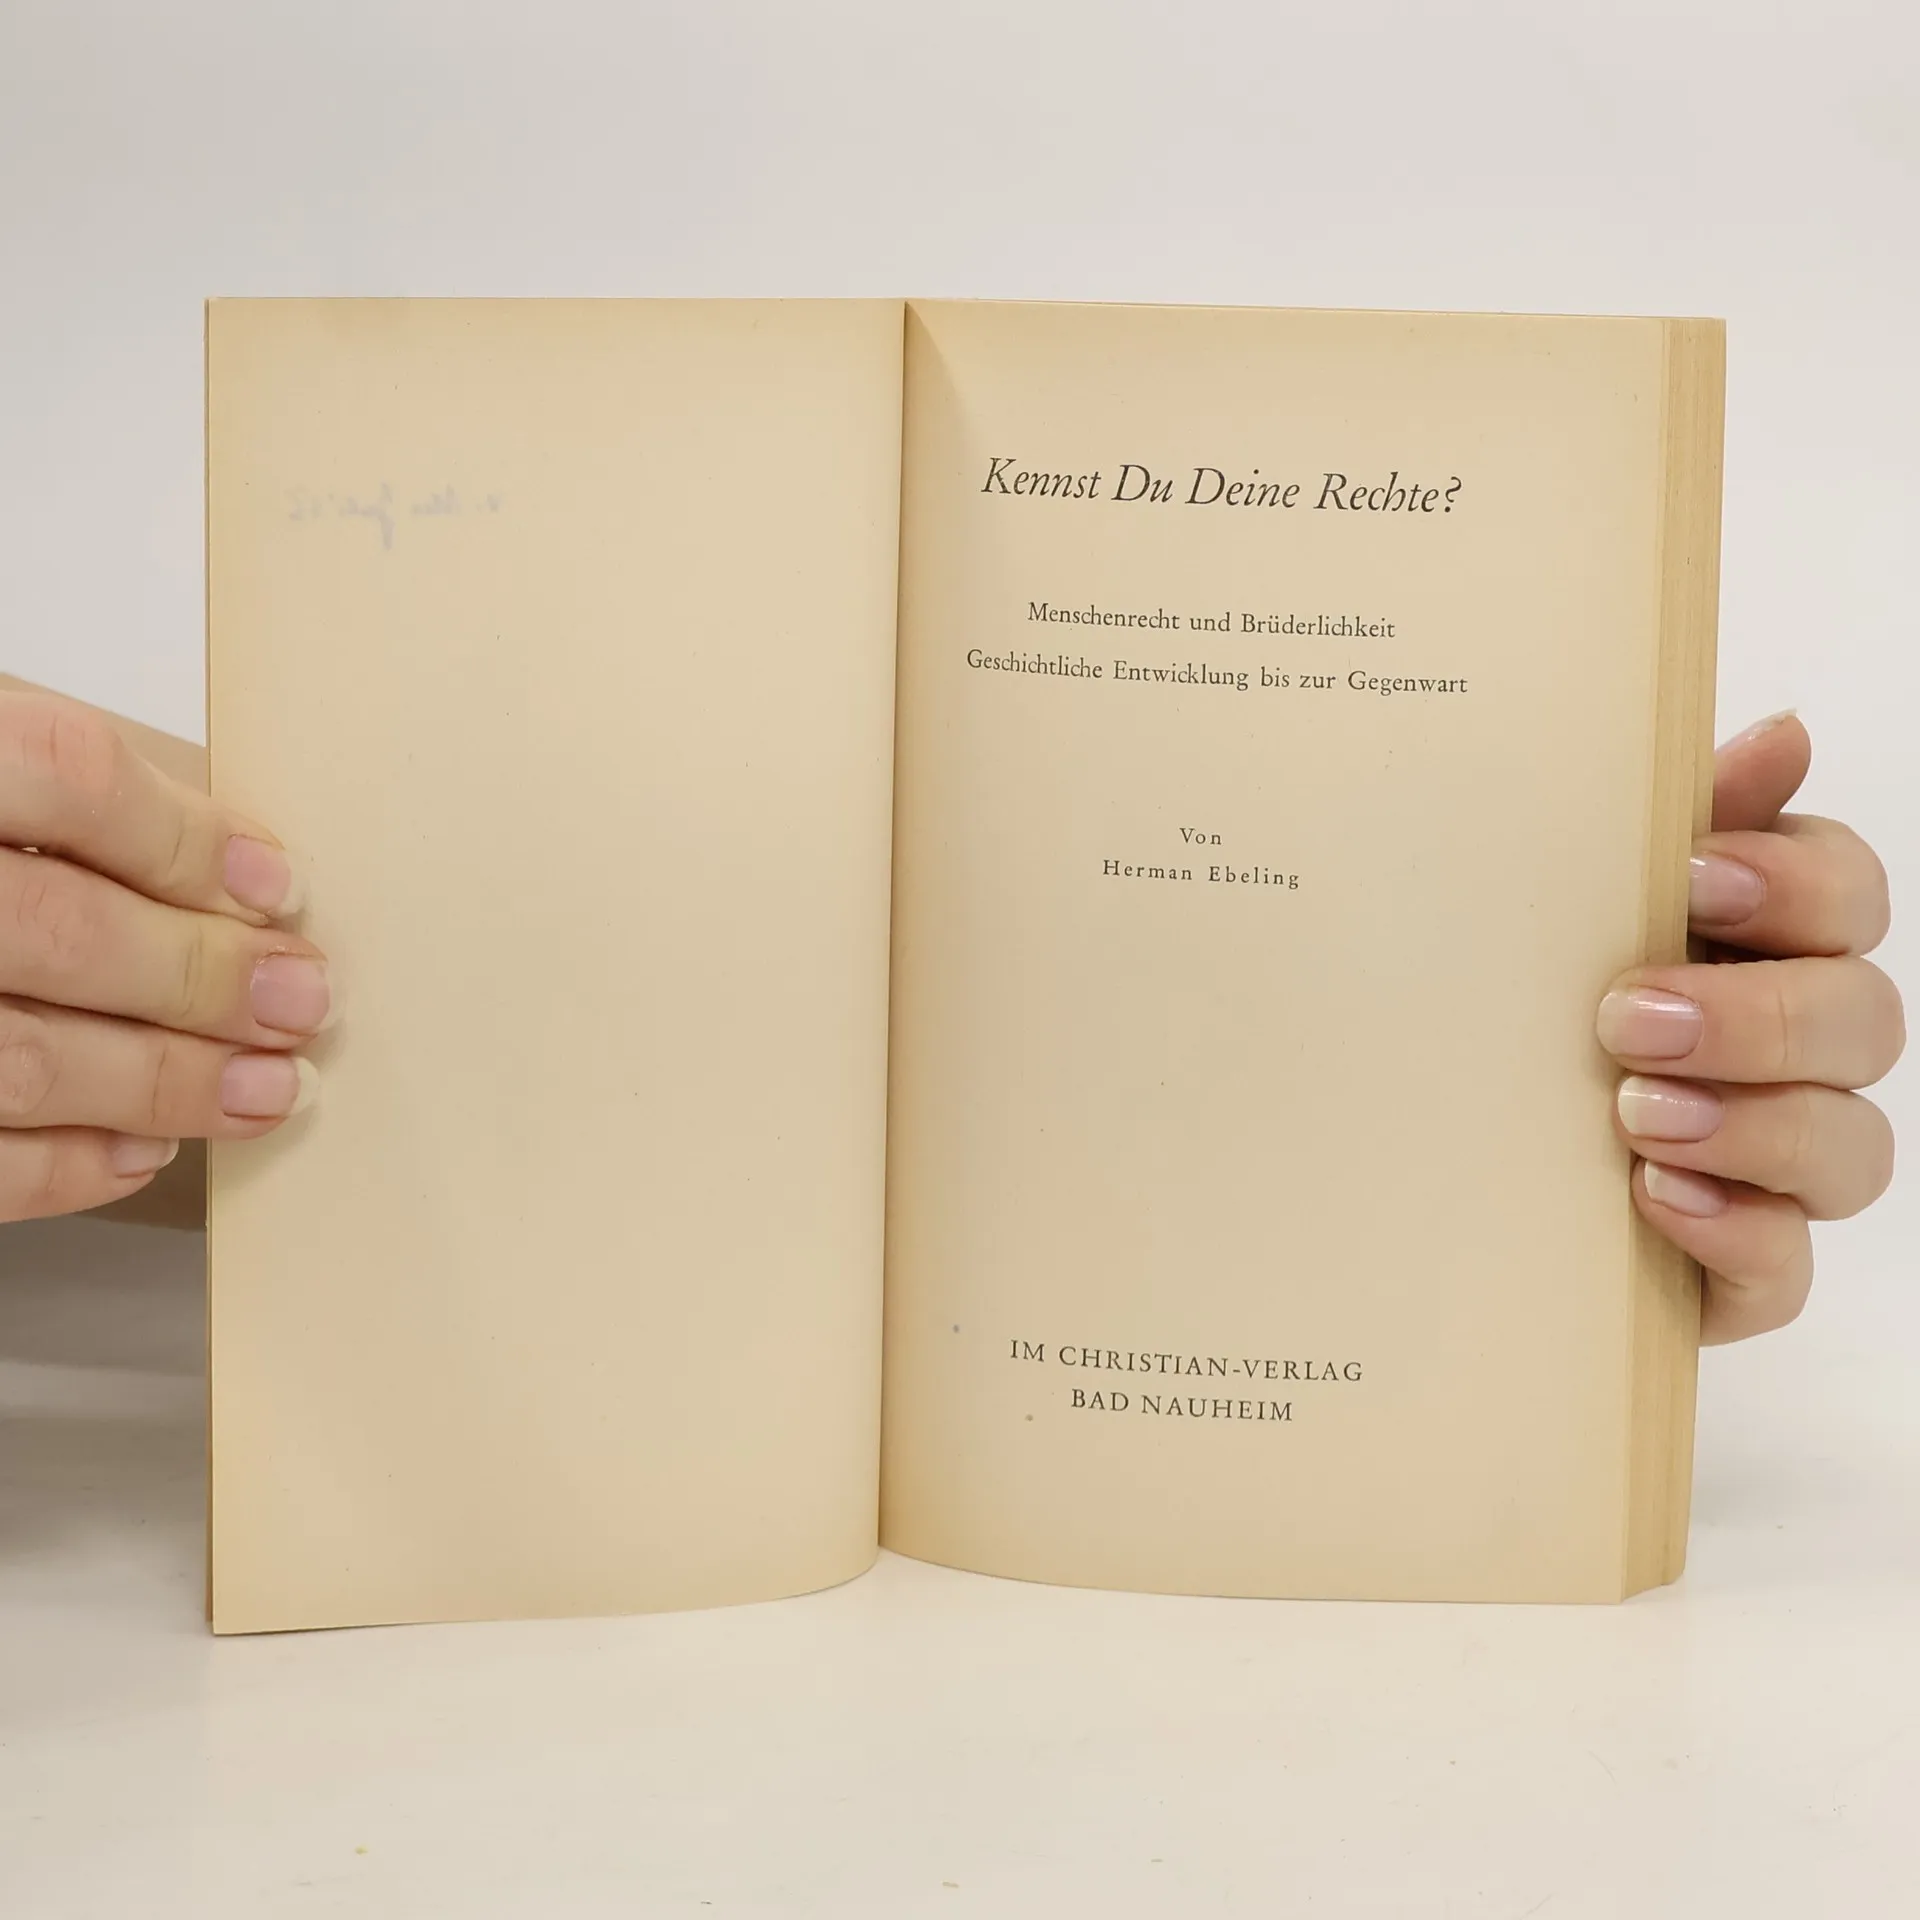 Kennst Du Deine Rechte?
Menschenrecht und Brüderlichkeit
Geschichtliche Entwicklung bis zur Gegenwart
Von
Herman Ebeling
IM CHRISTIAN-VERLAG
BAD NAUHEIM